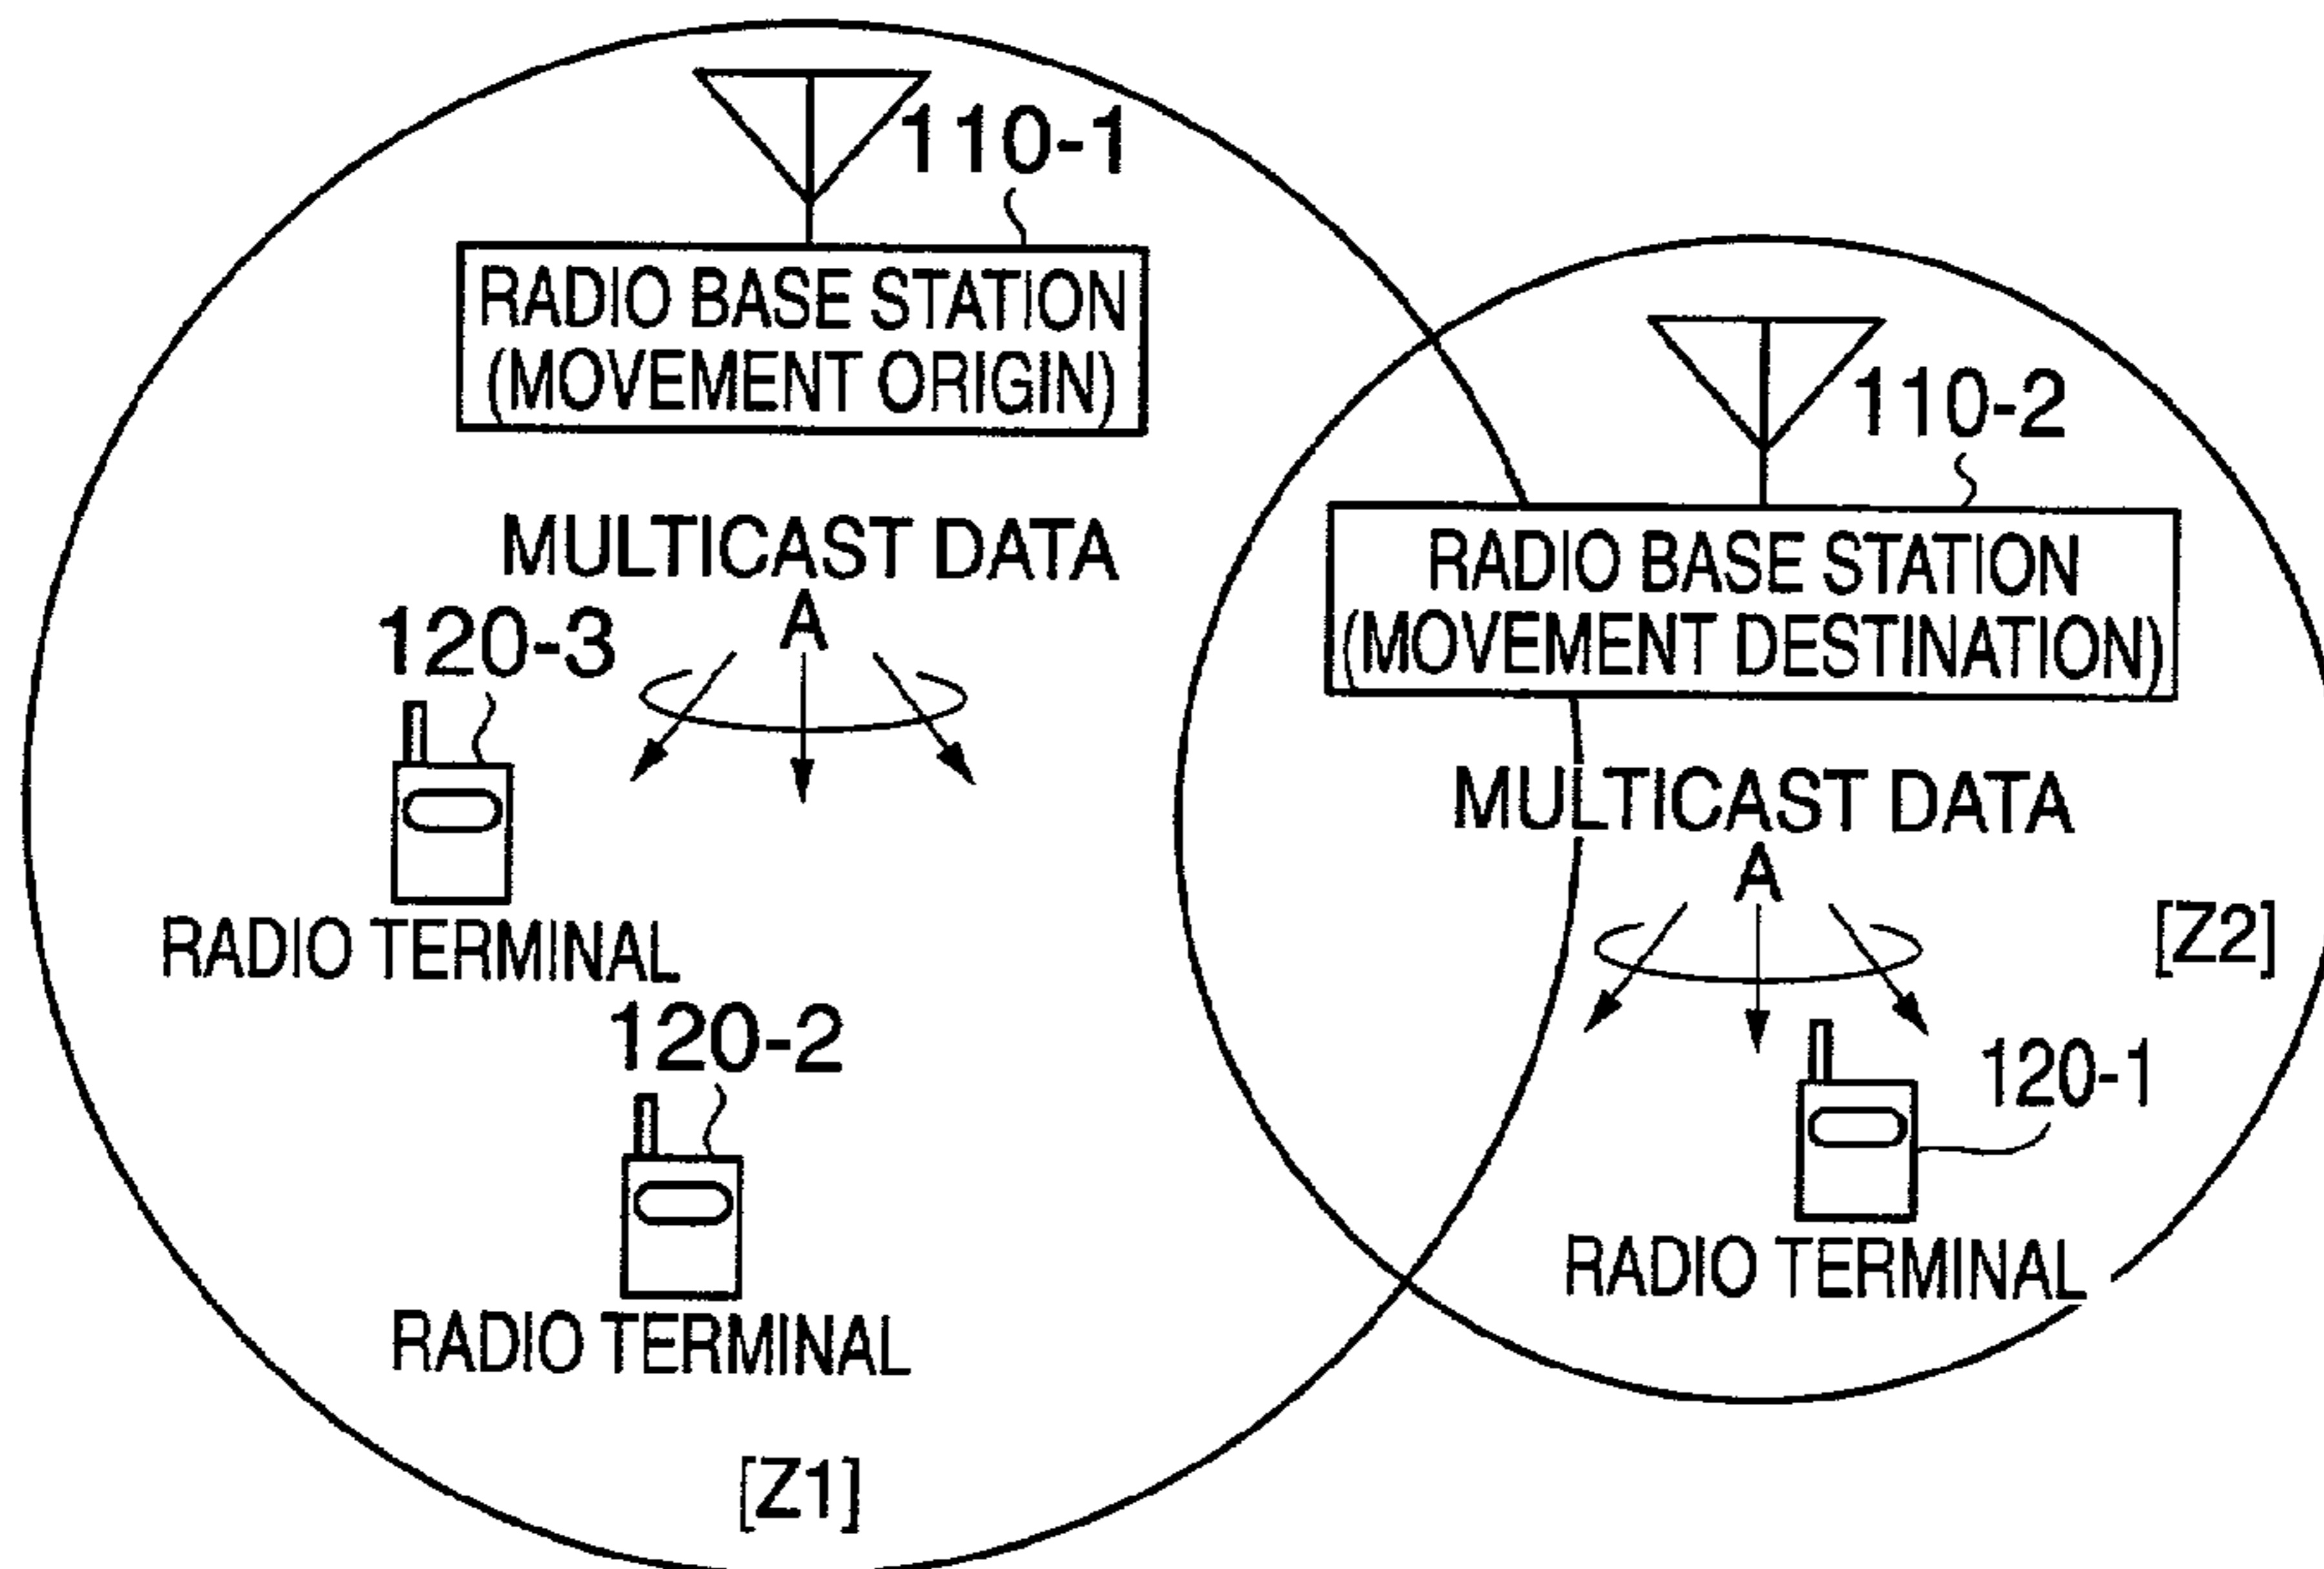 110-1
RADIO BASE STATION
(MOVEMENT ORIGIN)
MULTICAST DATA
A
120-3
RADIO TERMINAL
120-2
RADIO TERMINAL
[Z1]
110-2
RADIO BASE STATION
(MOVEMENT DESTINATION)
MULTICAST DATA
A
[Z2]
120-1
RADIO TERMINAL